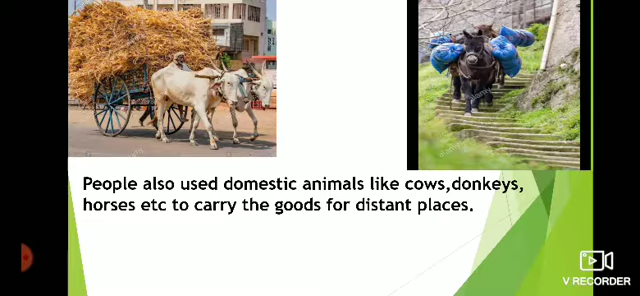 People also used domestic animals like cows,donkeys,
horses etc to carry the goods for distant places.
V RECORDER